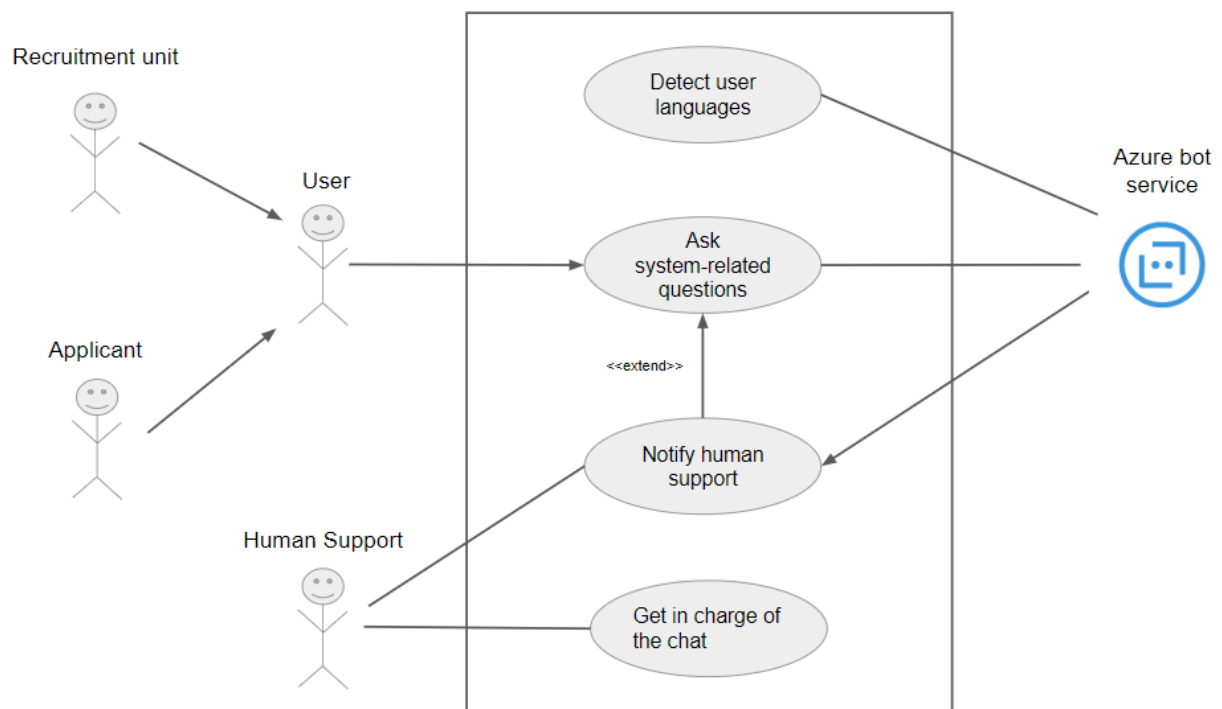 Recruitment unit
Detect user
languages
Azure bot
service
User
Ask
system-related
questions
Applicant
<<extend>>
Notify human
support
Human Support
Get in charge of
the chat